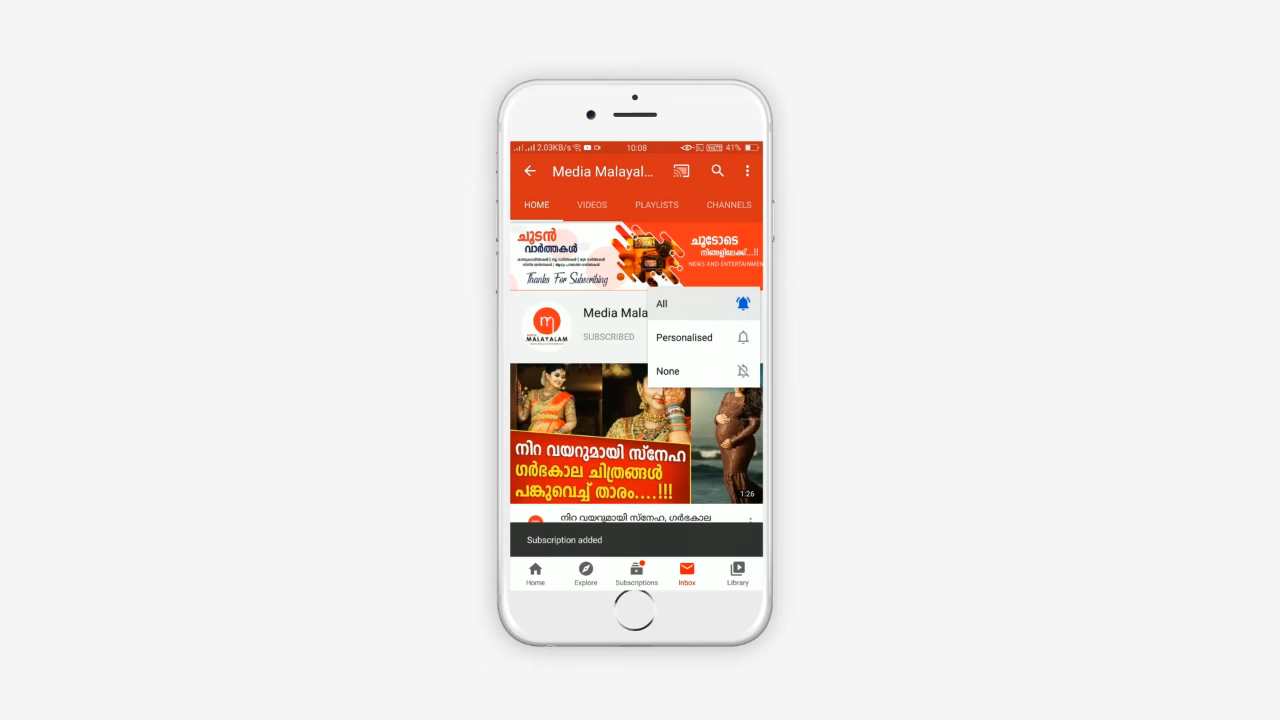 2.03KB/s 10:08 41%
Media Malayal...
HOME VIDEOS PLAYLISTS CHANNELS
ചൂടൻ
വാർത്തകൾ
Thanks For Subscribing
ചൂടോടെ
നിങ്ങളിലേക്ക്...!!
NEWS AND ENTERTAINMEN
MALAYALAM
Media Mala
SUBSCRIBED
All
Personalised
None
നിറ വയറുമായി സ്നേഹ
ഗർഭകാല ചിത്രങ്ങൾ
പങ്കുവെച്ച് താരം....!!!
1:26
നിറ വയറുമായി സ്നേഹ, ഗർഭകാല
Subscription added
Home Explore Subscriptions Inbox Library